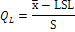 Q_L = (x̄ − LSL) / S